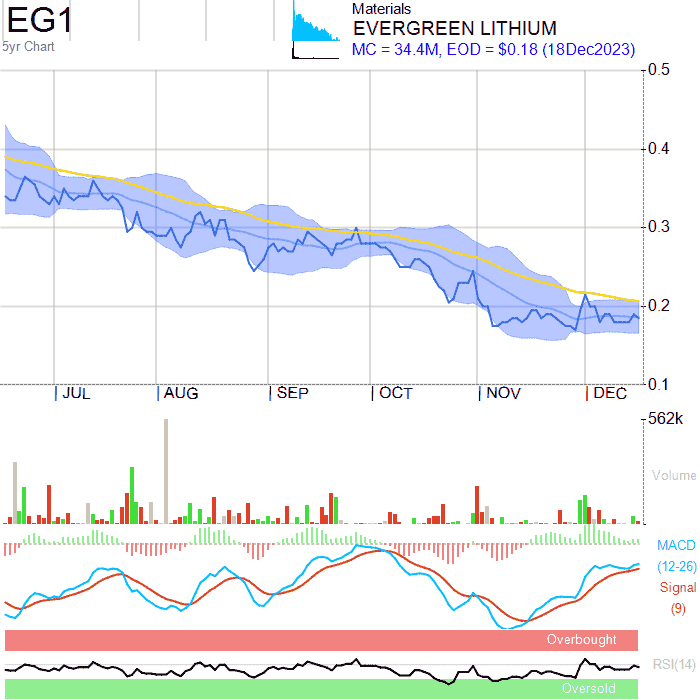 EG1
5yr Chart
Materials
EVERGREEN LITHIUM
MC = 34.4M, EOD = $0.18 (18Dec2023)
0.5
0.4
0.3
0.2
0.1
JUL AUG SEP OCT NOV DEC
562k
Volume
MACD
(12-26)
Signal
(9)
Overbought
RSI(14)
Oversold